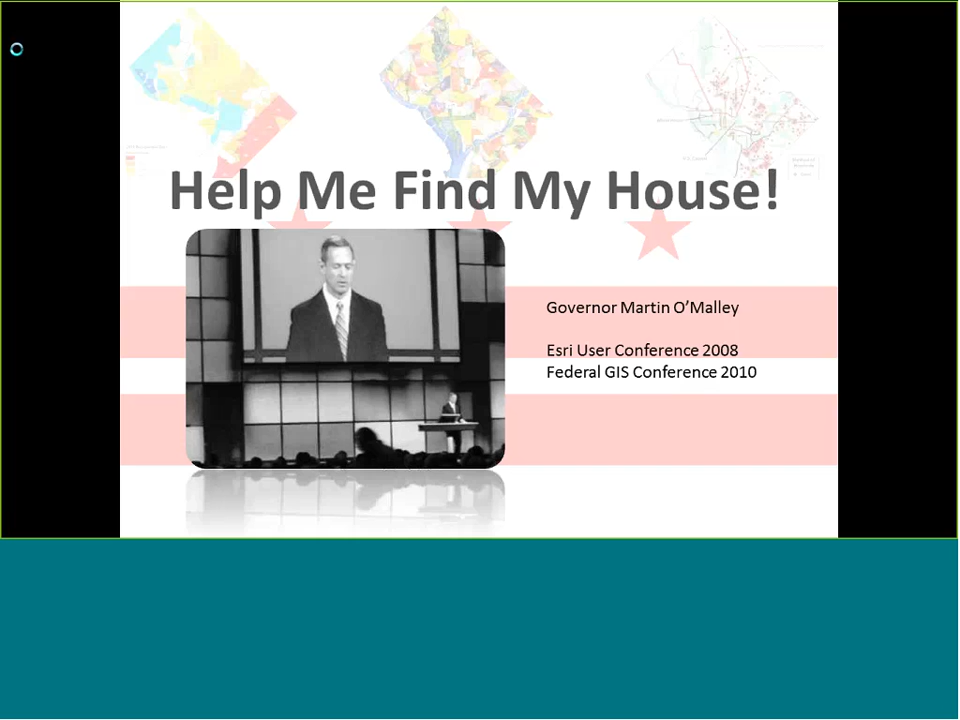 Help Me Find My House!
Governor Martin O’Malley
Esri User Conference 2008
Federal GIS Conference 2010